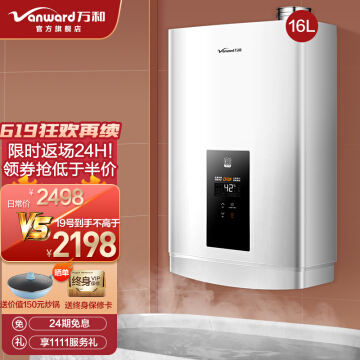 Vanward万和
官方旗舰店
16L
Vanward万和
619狂欢再续
限时返场24H!
领券抢低于半价
日常价 2498
VS
19号到手不高于
2198
42
晒单
终身
VIP
送价值150元炒锅
送终身保修卡
免 24期免息
礼 享1111服务礼